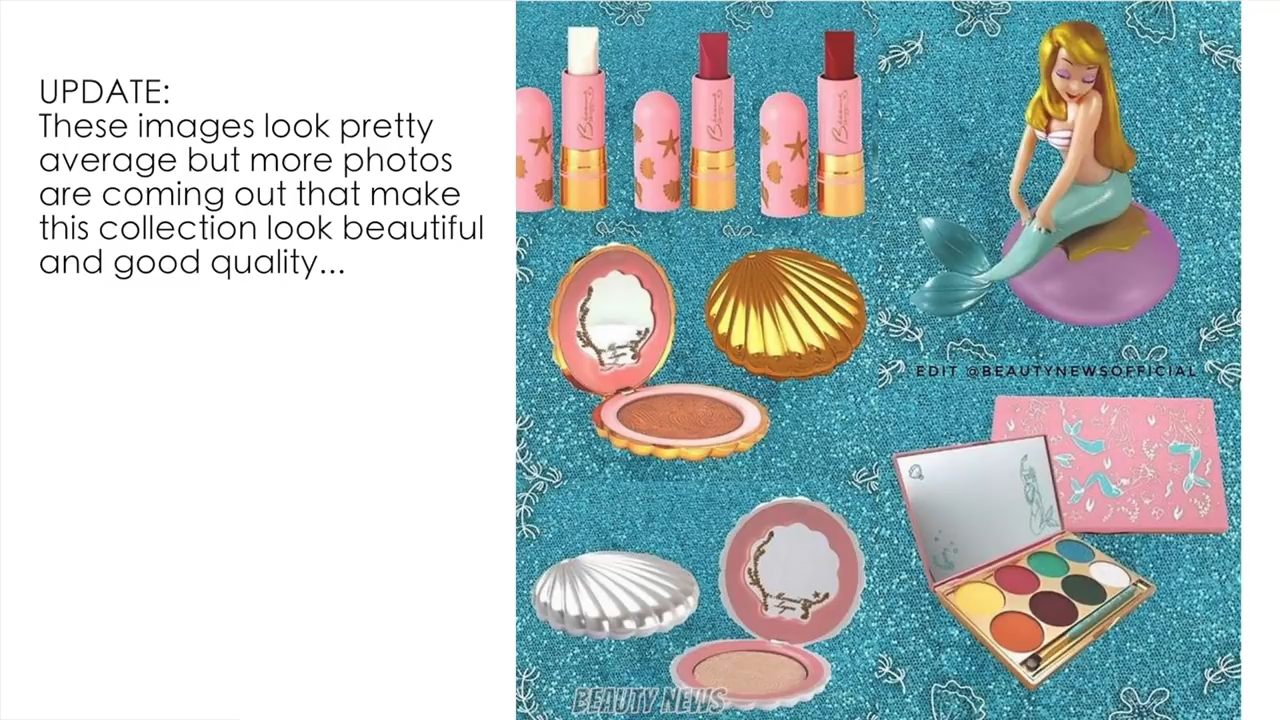 UPDATE:
These images look pretty
average but more photos
are coming out that make
this collection look beautiful
and good quality...
EDIT @BEAUTYNEWSOFFICIAL
BEAUTY NEWS